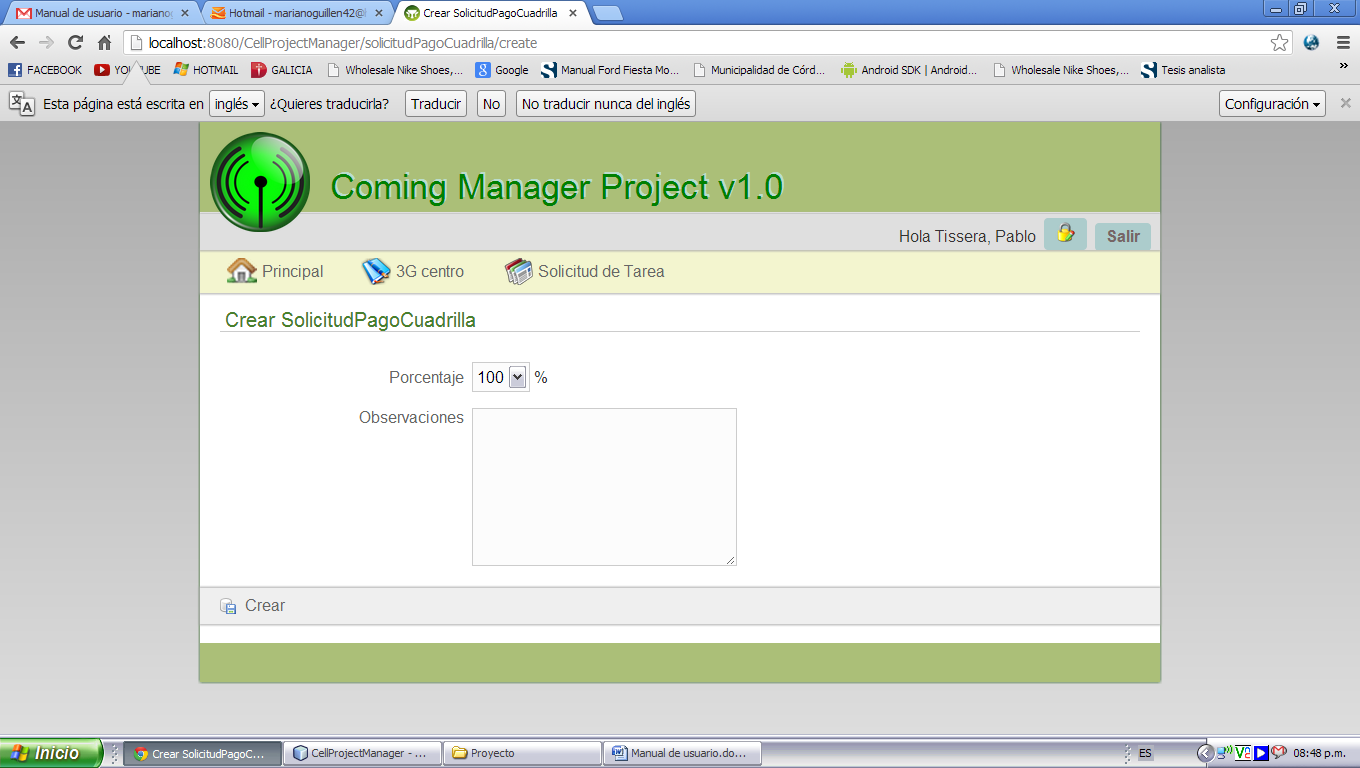 Manual de usuario - mariano
Hotmail - marianoguillen42@
Crear SolicitudPagoCuadrilla
localhost:8080/CellProjectManager/solicitudPagoCuadrilla/create
FACEBOOK YOUTUBE HOTMAIL GALICIA Wholesale Nike Shoes,... Google Manual Ford Fiesta Mo... Municipalidad de Córd... Android SDK | Android... Wholesale Nike Shoes,... Tesis analista »
Esta página está escrita en inglés ¿Quieres traducirla? Traducir No No traducir nunca del inglés Configuración
Coming Manager Project v1.0
Hola Tissera, Pablo Salir
Principal 3G centro Solicitud de Tarea
Crear SolicitudPagoCuadrilla
Porcentaje 100 %
Observaciones
Crear
Inicio Crear SolicitudPagoC... CellProjectManager - ... Proyecto Manual de usuario.do... ES 08:48 p.m.